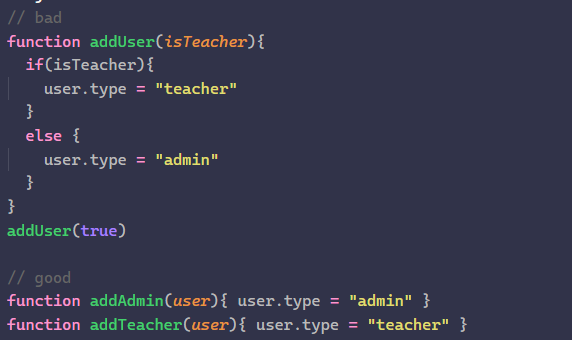 // bad
function addUser(isTeacher){
  if(isTeacher){
    user.type = "teacher"
  }
  else {
    user.type = "admin"
  }
}
addUser(true)

// good
function addAdmin(user){ user.type = "admin" }
function addTeacher(user){ user.type = "teacher" }